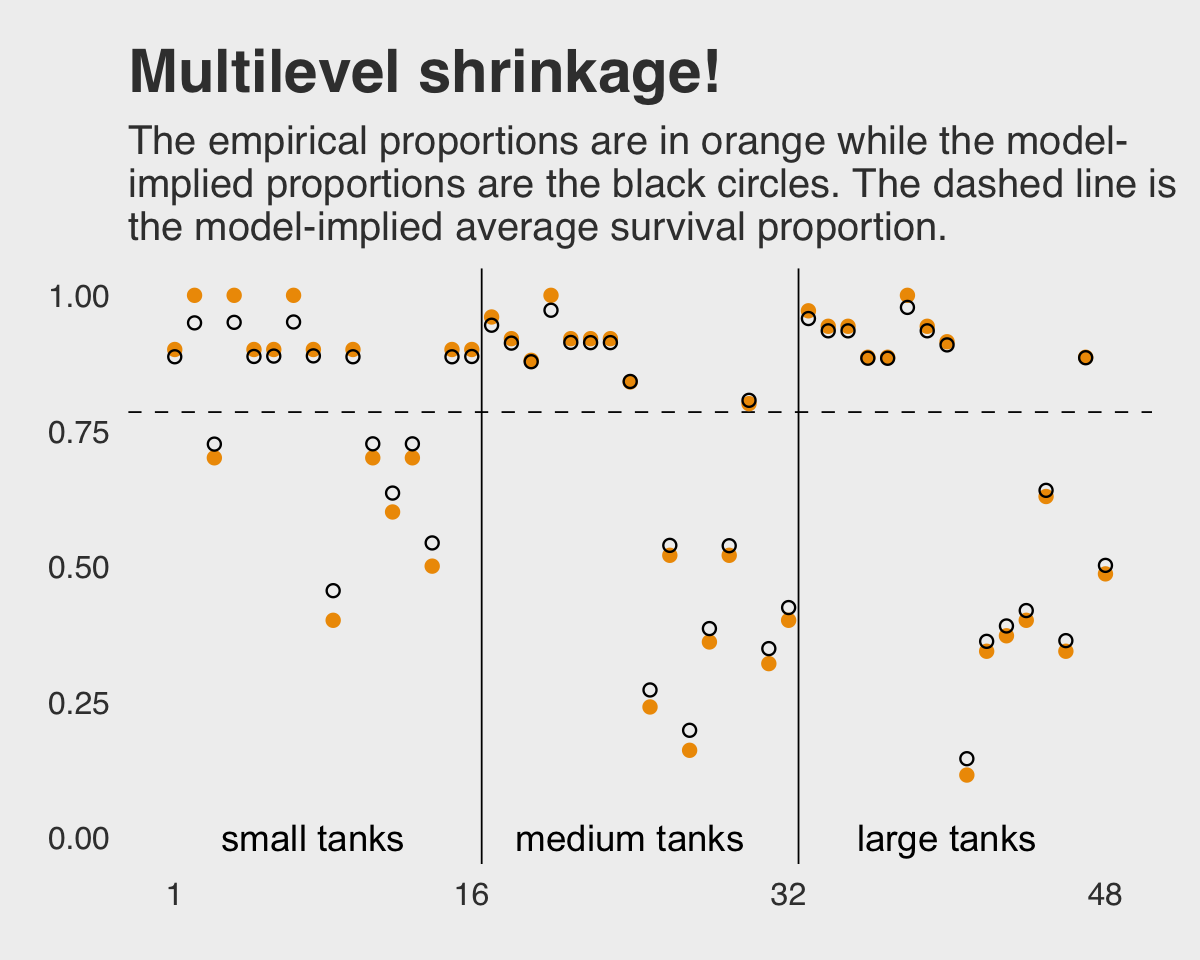 Multilevel shrinkage!
The empirical proportions are in orange while the model-
implied proportions are the black circles. The dashed line is
the model-implied average survival proportion.
1.00
0.75
0.50
0.25
0.00
small tanks medium tanks large tanks
1 16 32 48